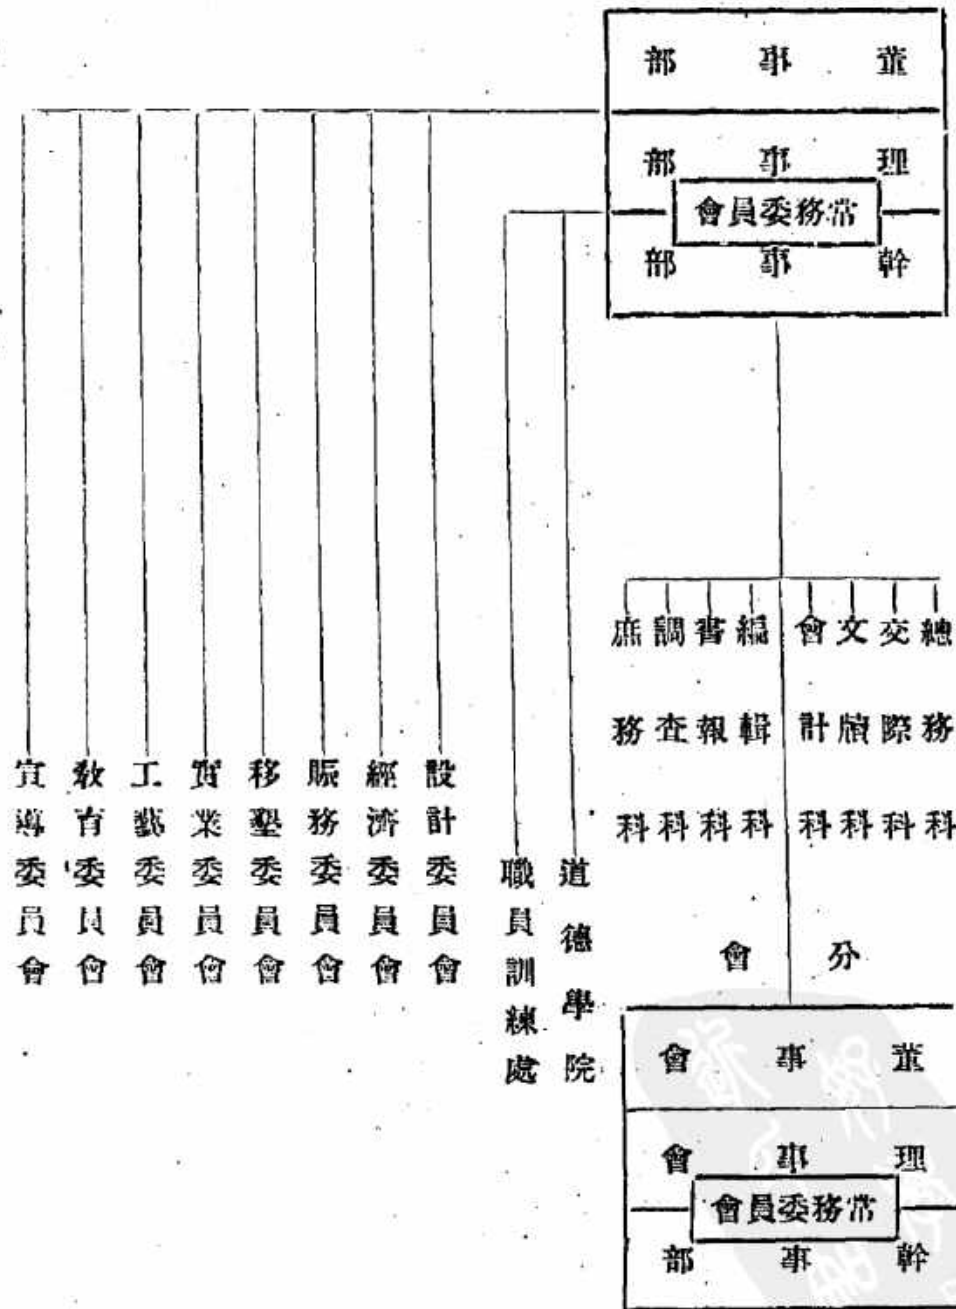 董事部
理事部
常務委員會
幹事部
總務科
交際科
文牘科
會計科
編輯科
書報科
調查科
庶務科
道德學院
職員訓練處
設計委員會
經濟委員會
賑務委員會
移墾委員會
實業委員會
工藝委員會
教育委員會
宣導委員會
分會
董事會
理事會
常務委員會
幹事部